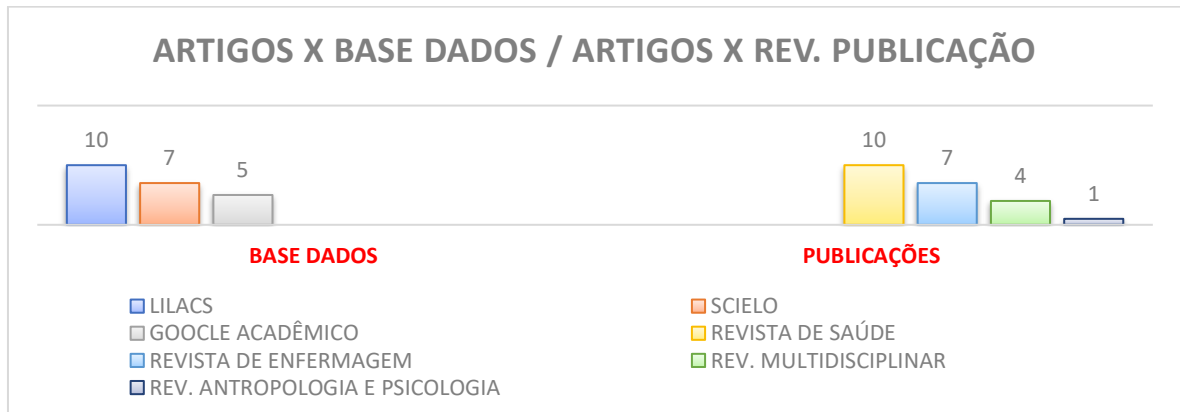 ARTIGOS X BASE DADOS / ARTIGOS X REV. PUBLICAÇÃO
10 7 5 10 7 4 1
BASE DADOS PUBLICAÇÕES
LILACS SCIELO
GOOCLE ACADÊMICO REVISTA DE SAÚDE
REVISTA DE ENFERMAGEM REV. MULTIDISCIPLINAR
REV. ANTROPOLOGIA E PSICOLOGIA